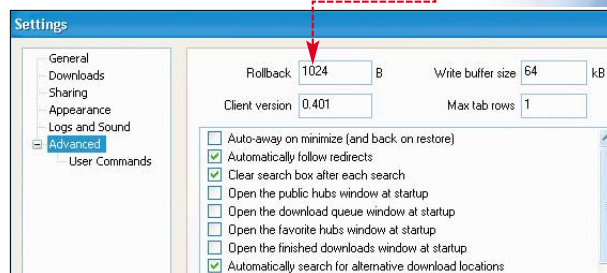 Settings
General
Downloads
Sharing
Appearance
Logs and Sound
Advanced
User Commands
Rollback 1024 B Write buffer size 64 kB
Client version 0.401 Max tab rows 1
Auto-away on minimize (and back on restore)
Automatically follow redirects
Clear search box after each search
Open the public hubs window at startup
Open the download queue window at startup
Open the favorite hubs window at startup
Open the finished downloads window at startup
Automatically search for alternative download locations